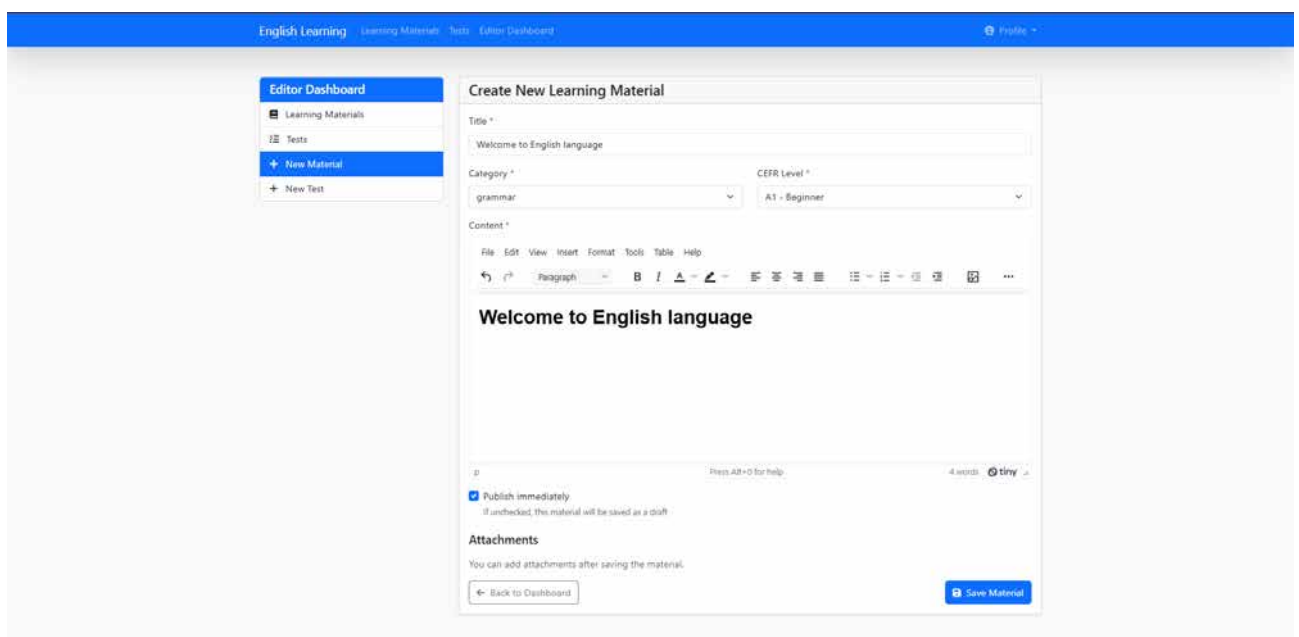 English Learning Learning Materials Tests Editor Dashboard Profile
Editor Dashboard
Learning Materials
Tests
New Material
New Test
Create New Learning Material
Title *
Welcome to English language
Category * CEFR Level *
grammar A1 - Beginner
Content *
File Edit View Insert Format Tools Table Help
Paragraph B I A
Welcome to English language
p Press Alt+0 for help 4 words tiny
Publish immediately
If unchecked, this material will be saved as a draft
Attachments
You can add attachments after saving the material.
Back to Dashboard Save Material